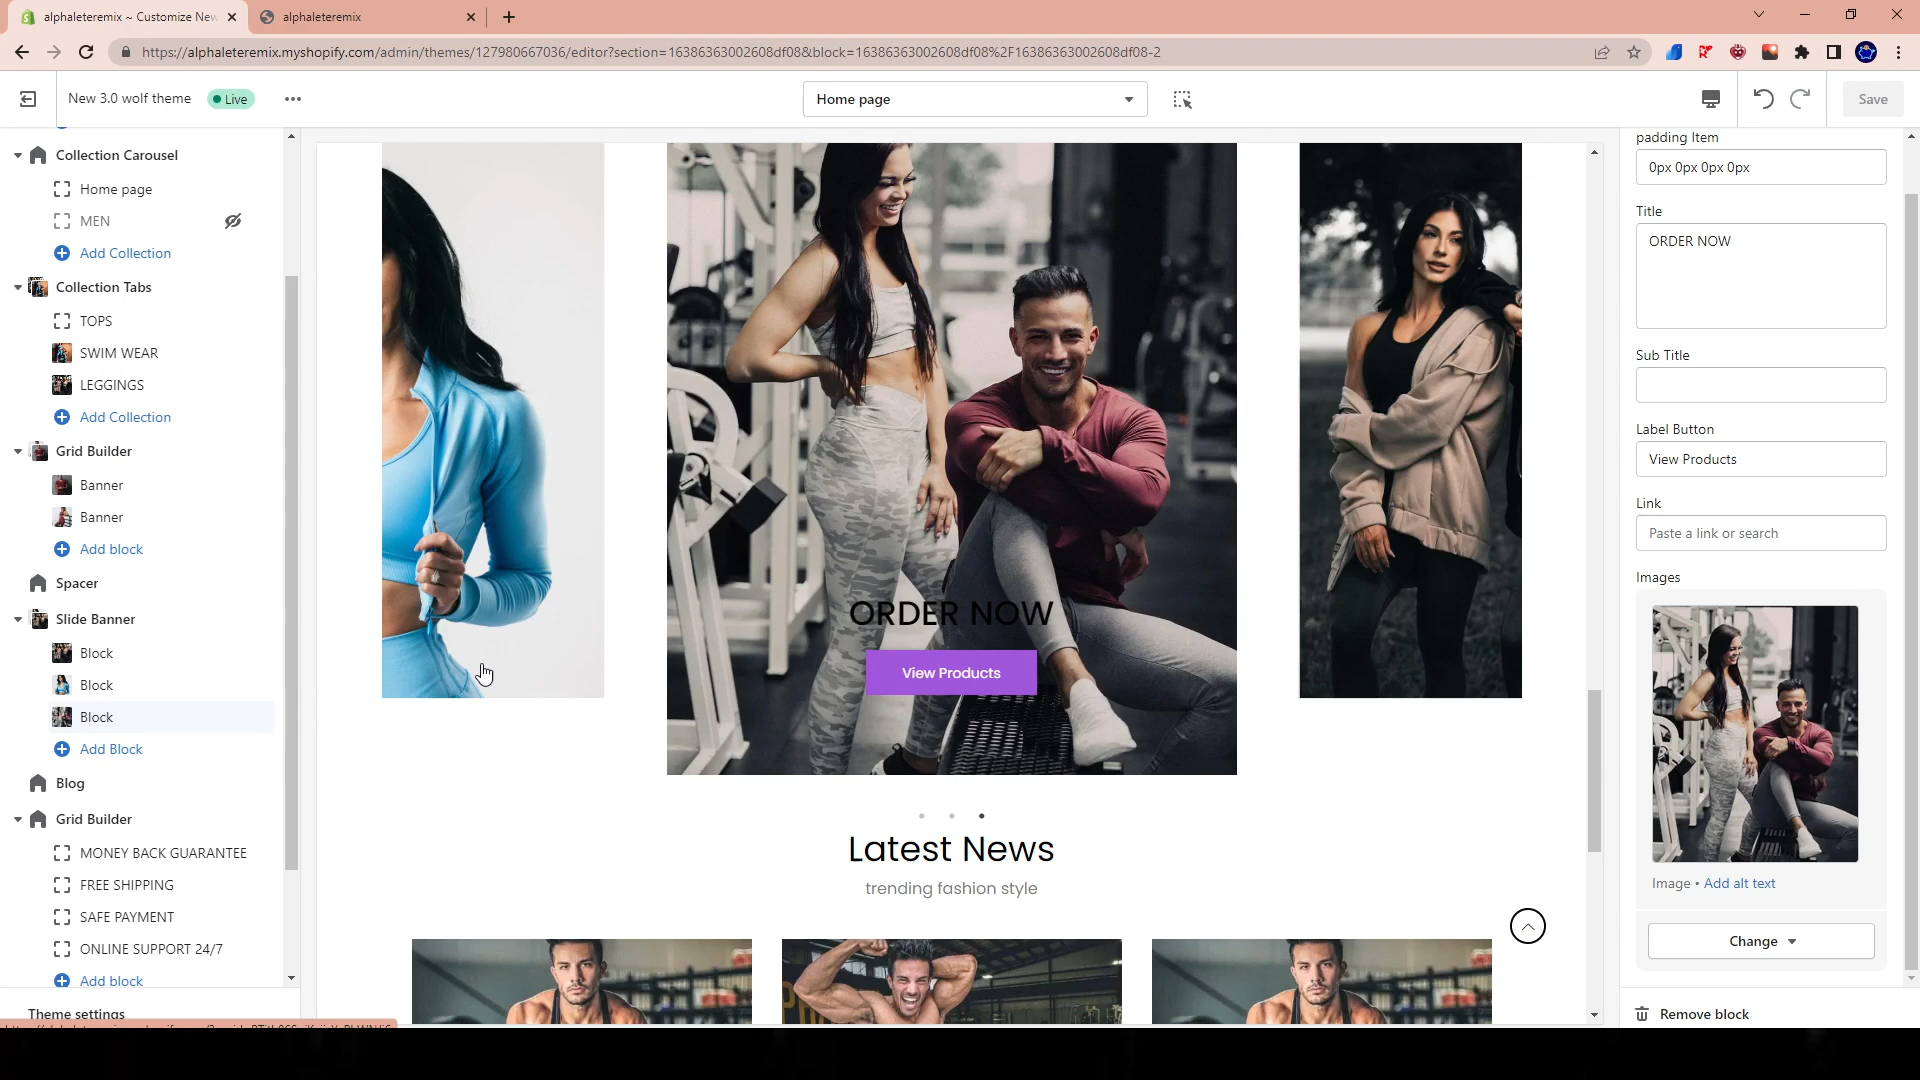 alphaleteremix ~ Customize New
alphaleteremix
https://alphaleteremix.myshopify.com/admin/themes/127980667036/editor?section=16386363002608df08&block=16386363002608df08%2F16386363002608df08-2
New 3.0 wolf theme
Live
Home page
Save
Collection Carousel
Home page
MEN
Add Collection
Collection Tabs
TOPS
SWIM WEAR
LEGGINGS
Add Collection
Grid Builder
Banner
Banner
Add block
Spacer
Slide Banner
Block
Block
Block
Add Block
Blog
Grid Builder
MONEY BACK GUARANTEE
FREE SHIPPING
SAFE PAYMENT
ONLINE SUPPORT 24/7
Add block
Theme settings
ORDER NOW
View Products
Latest News
trending fashion style
padding Item
0px 0px 0px 0px
Title
ORDER NOW
Sub Title
Label Button
View Products
Link
Paste a link or search
Images
Image • Add alt text
Change
Remove block